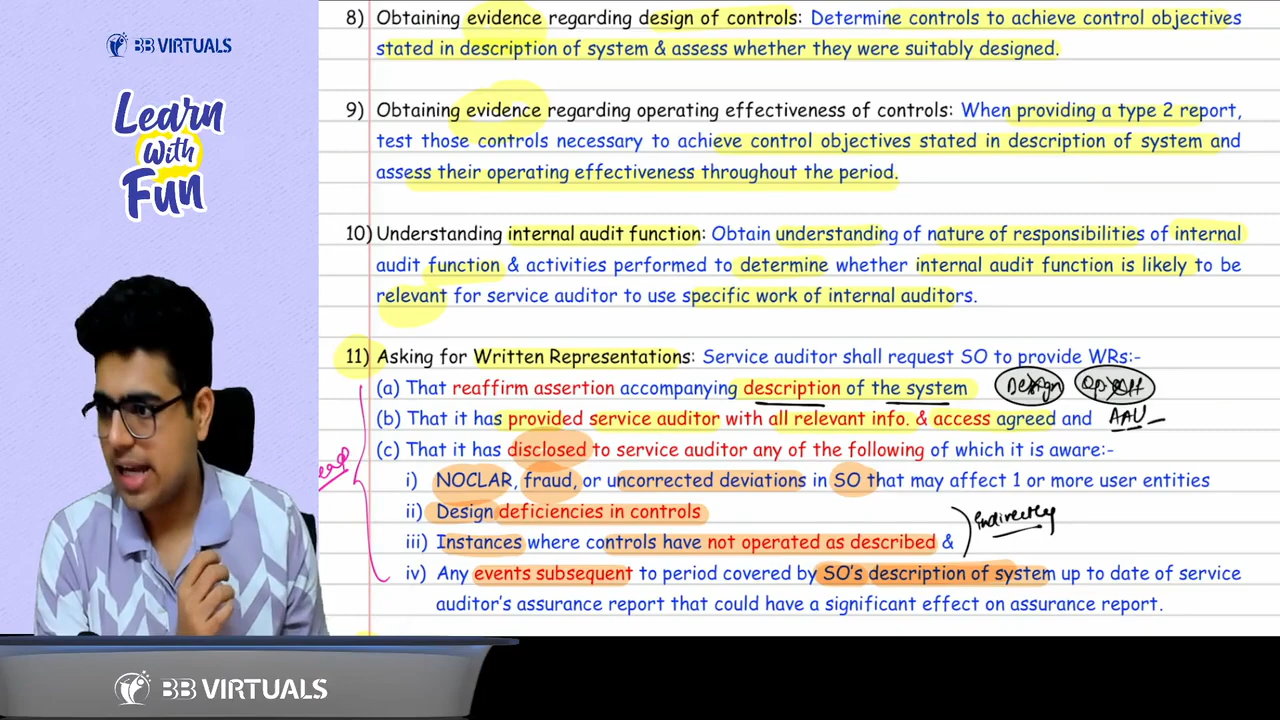 BB VIRTUALS
Learn
With
Fun
8) Obtaining evidence regarding design of controls: Determine controls to achieve control objectives
stated in description of system & assess whether they were suitably designed.
9) Obtaining evidence regarding operating effectiveness of controls: When providing a type 2 report,
test those controls necessary to achieve control objectives stated in description of system and
assess their operating effectiveness throughout the period.
10) Understanding internal audit function: Obtain understanding of nature of responsibilities of internal
audit function & activities performed to determine whether internal audit function is likely to be
relevant for service auditor to use specific work of internal auditors.
11) Asking for Written Representations: Service auditor shall request SO to provide WRs:-
(a) That reaffirm assertion accompanying description of the system Design
(b) That it has provided service auditor with all relevant info. & access agreed and AAU
(c) That it has disclosed to service auditor any of the following of which it is aware:-
i) NOCLAR, fraud, or uncorrected deviations in SO that may affect 1 or more user entities
ii) Design deficiencies in controls
indirectly
iii) Instances where controls have not operated as described &
iv) Any events subsequent to period covered by SO's description of system up to date of service
auditor's assurance report that could have a significant effect on assurance report.
BB VIRTUALS